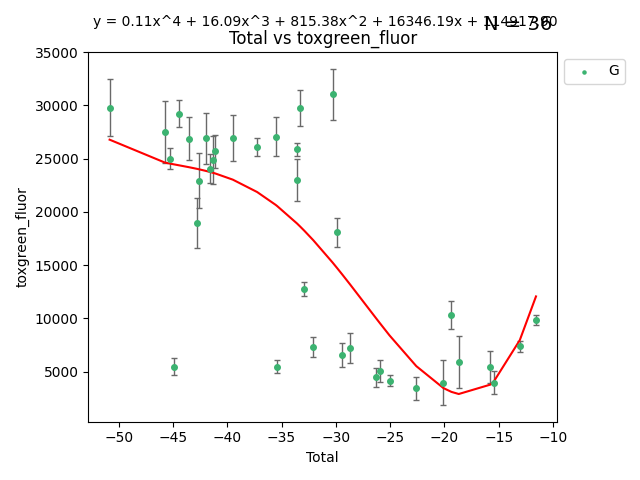 y = 0.11x^4 + 16.09x^3 + 815.38x^2 + 16346.19x +
N = 36
Total vs toxgreen_fluor
G
35000
30000
25000
20000
15000
10000
5000
toxgreen_fluor
−50 −45 −40 −35 −30 −25 −20 −15 −10
Total